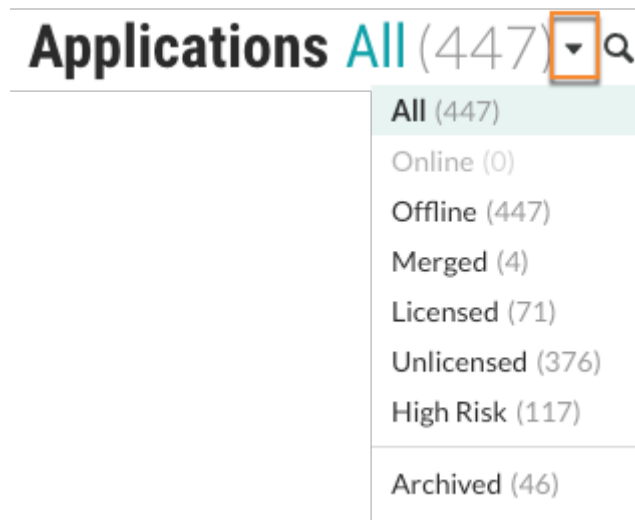 Applications All (447)
All (447)
Online (0)
Offline (447)
Merged (4)
Licensed (71)
Unlicensed (376)
High Risk (117)
Archived (46)